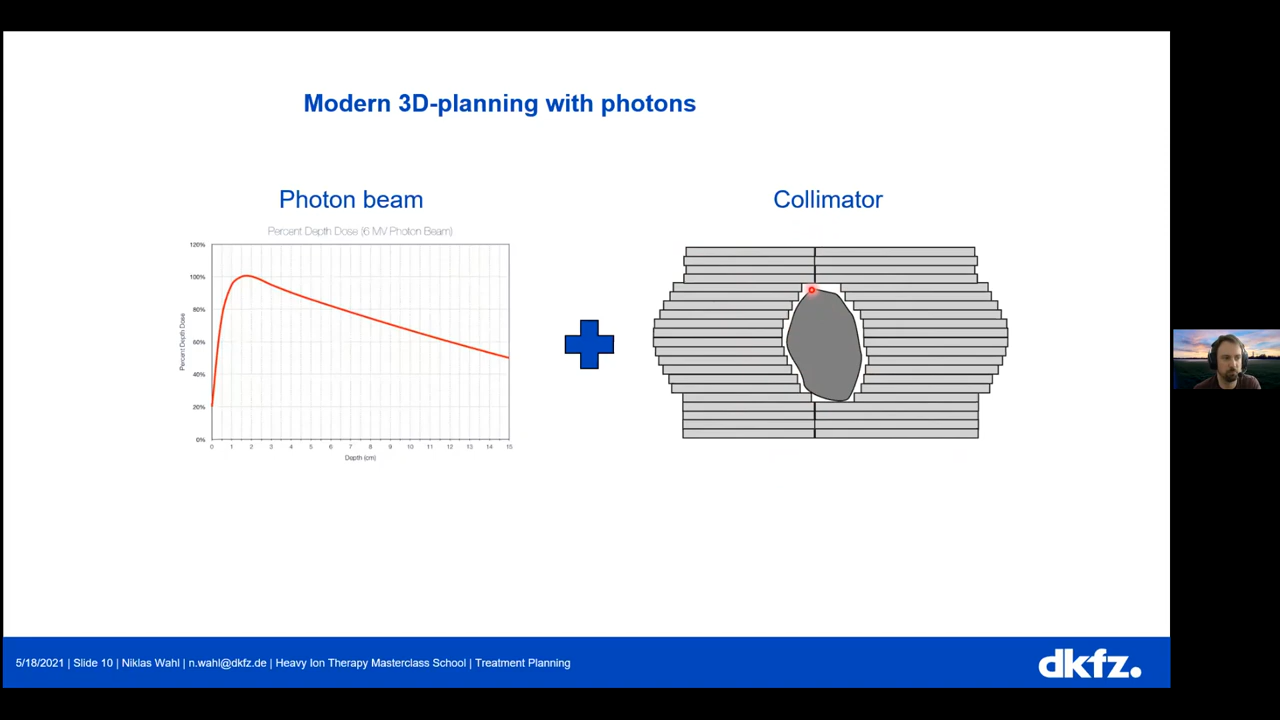 Modern 3D-planning with photons
Photon beam
Percent Depth Dose (6 MV Photon Beam)
120%
100%
80%
60%
40%
20%
0%
Percent Depth Dose
0 1 2 3 4 5 6 7 8 9 10 11 12 13 14 15
Depth (cm)
Collimator
5/18/2021 | Slide 10 | Niklas Wahl | n.wahl@dkfz.de | Heavy Ion Therapy Masterclass School | Treatment Planning
dkfz.